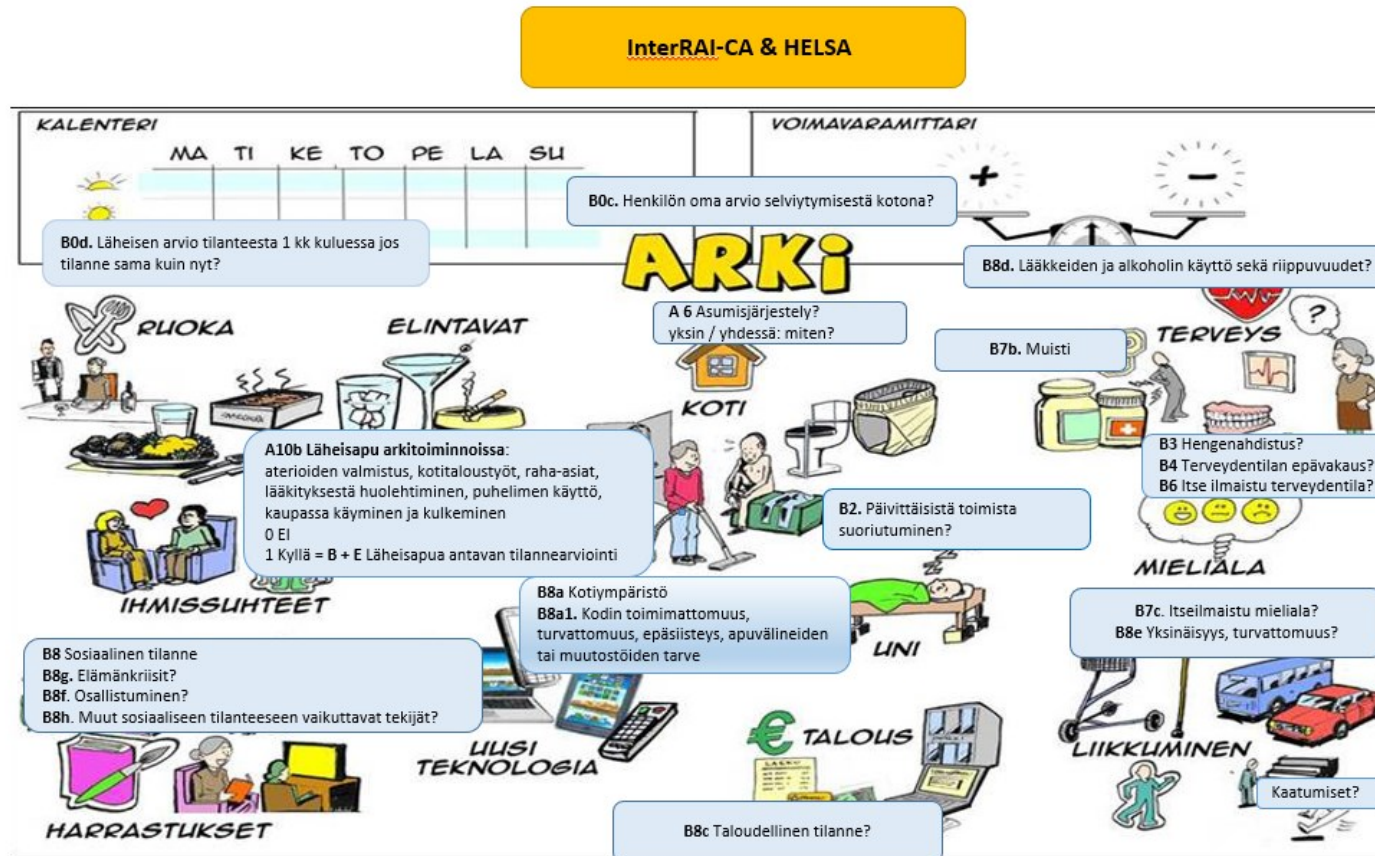 InterRAI-CA & HELSA
KALENTERI
MA TI KE TO PE LA SU
VOIMAVARAMITTARI
+ -
B0c. Henkilön oma arvio selviytymisestä kotona?
B0d. Läheisen arvio tilanteesta 1 kk kuluessa jos
tilanne sama kuin nyt?
ARKi
B8d. Lääkkeiden ja alkoholin käyttö sekä riippuvuudet?
RUOKA
ELINTAVAT
A 6 Asumisjärjestely?
yksin / yhdessä: miten?
TERVEYS
?
B7b. Muisti
KOTI
A10b Läheisapu arkitoiminnoissa:
aterioiden valmistus, kotitaloustyöt, raha-asiat,
lääkityksestä huolehtiminen, puhelimen käyttö,
kaupassa käyminen ja kulkeminen
0 EI
1 Kyllä = B + E Läheisapua antavan tilannearviointi
B3 Hengenahdistus?
B4 Terveydentilan epävakaus?
B6 Itse ilmaistu terveydentila?
B2. Päivittäisistä toimista
suoriutuminen?
MIELIALA
IHMISSUHTEET
B8a Kotiympäristö
B8a1. Kodin toimimattomuus,
turvattomuus, epäsiisteys, apuvälineiden
tai muutostöiden tarve
UNI
B7c. Itseilmaistu mieliala?
B8e Yksinäisyys, turvattomuus?
B8 Sosiaalinen tilanne
B8g. Elämänkriisit?
B8f. Osallistuminen?
B8h. Muut sosiaaliseen tilanteeseen vaikuttavat tekijät?
UUSI
TEKNOLOGIA
€ TALOUS
LASKU
LIIKKUMINEN
Kaatumiset?
HARRASTUKSET
B8c Taloudellinen tilanne?